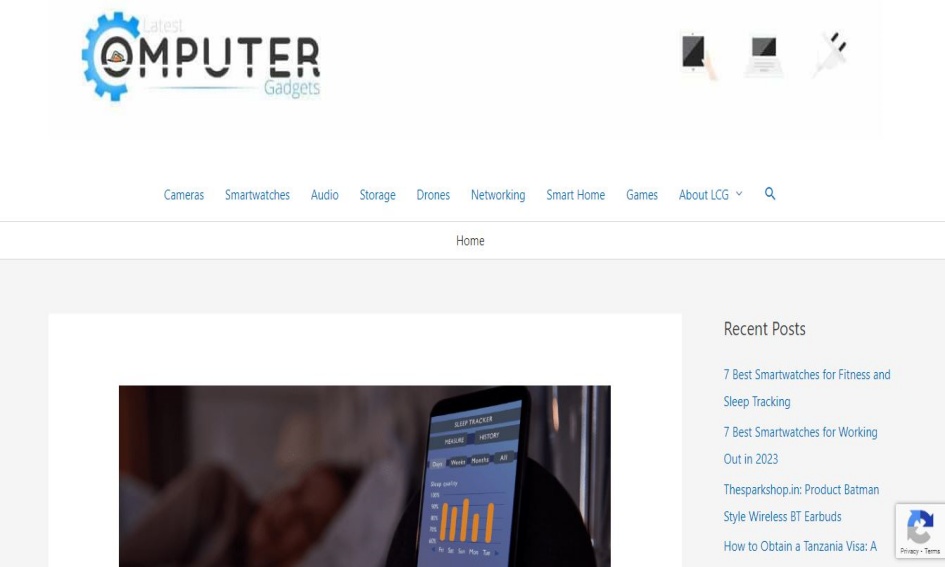 Latest
COMPUTER
Gadgets
Cameras Smartwatches Audio Storage Drones Networking Smart Home Games About LCG
Home
Recent Posts
7 Best Smartwatches for Fitness and
Sleep Tracking
7 Best Smartwatches for Working
Out in 2023
Thesparkshop.in: Product Batman
Style Wireless BT Earbuds
How to Obtain a Tanzania Visa: A
SLEEP TRACKER
MEASURE HISTORY
Days Weeks Months All
Sleep quality
100%
90%
80%
70%
60%
Fri Sat Sun Mon Tue
Privacy - Terms